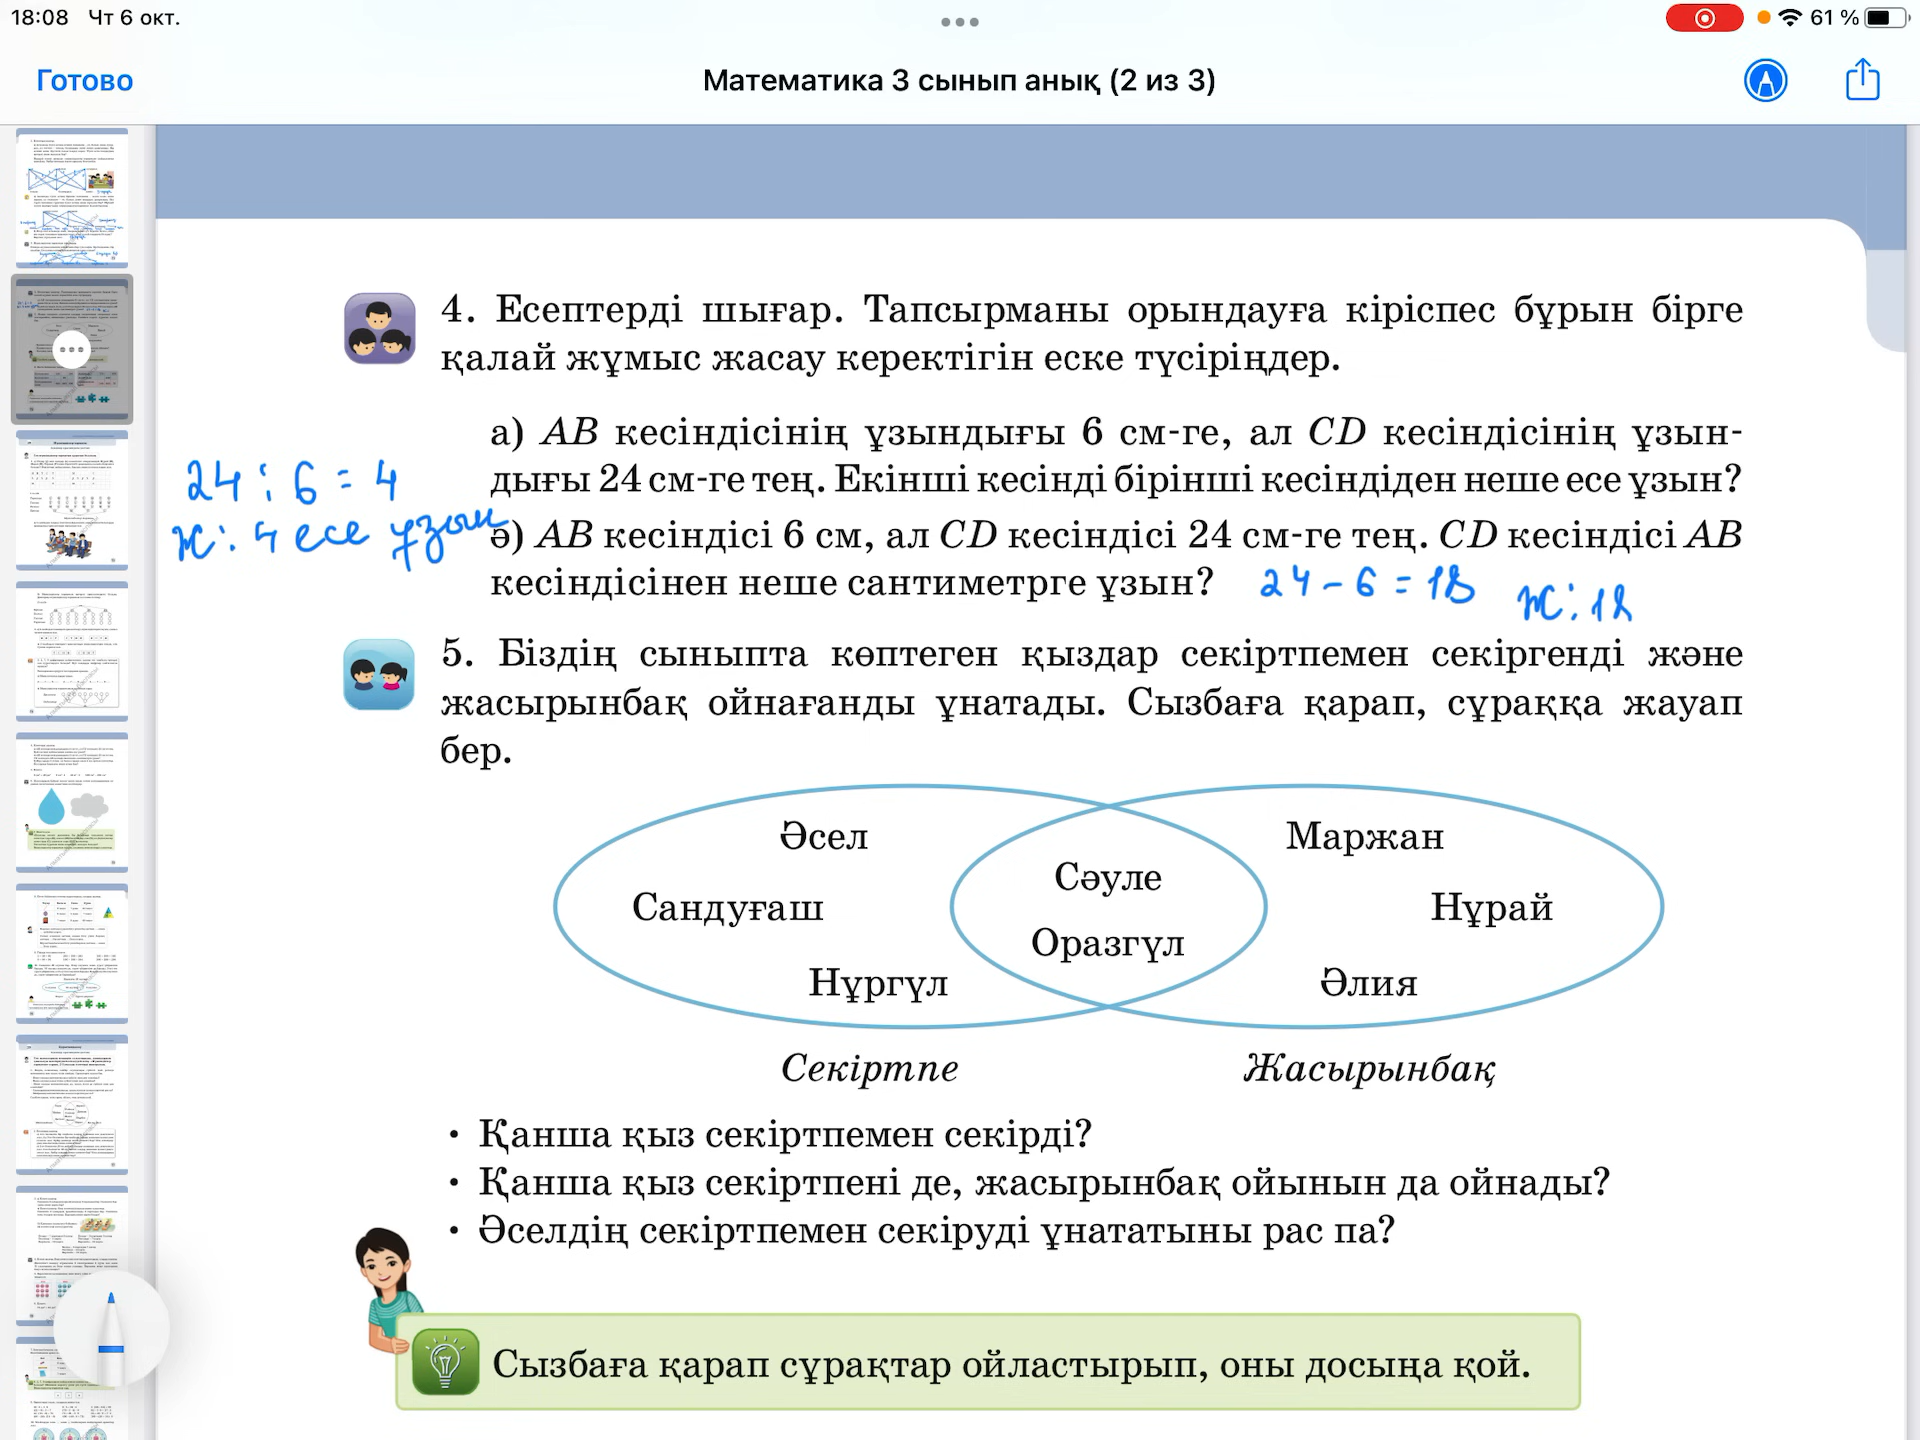 18:08 Чт 6 окт.
61 %
Готово
Математика 3 сынып анық (2 из 3)
4. Есептерді шығар. Тапсырманы орындауға кіріспес бұрын бірге
қалай жұмыс жасау керектігін еске түсіріңдер.
а) AB кесіндісінің ұзындығы 6 см-ге, ал CD кесіндісінің ұзын-
дығы 24 см-ге тең. Екінші кесінді бірінші кесіндіден неше есе ұзын?
24 : 6 = 4
ж: 4 есе ұзын
ә) AB кесіндісі 6 см, ал CD кесіндісі 24 см-ге тең. CD кесіндісі AB
кесіндісінен неше сантиметрге ұзын?
24 - 6 = 18
ж: 18
5. Біздің сыныпта көптеген қыздар секіртпемен секіргенді және
жасырынбақ ойнағанды ұнатады. Сызбаға қарап, сұраққа жауап
бер.
Әсел
Маржан
Сәуле
Сандуғаш
Нұрай
Оразгүл
Нұргүл
Әлия
Секіртпе
Жасырынбақ
• Қанша қыз секіртпемен секірді?
• Қанша қыз секіртпені де, жасырынбақ ойынын да ойнады?
• Әселдің секіртпемен секіруді ұнататыны рас па?
Сызбаға қарап сұрақтар ойластырып, оны досыңа қой.